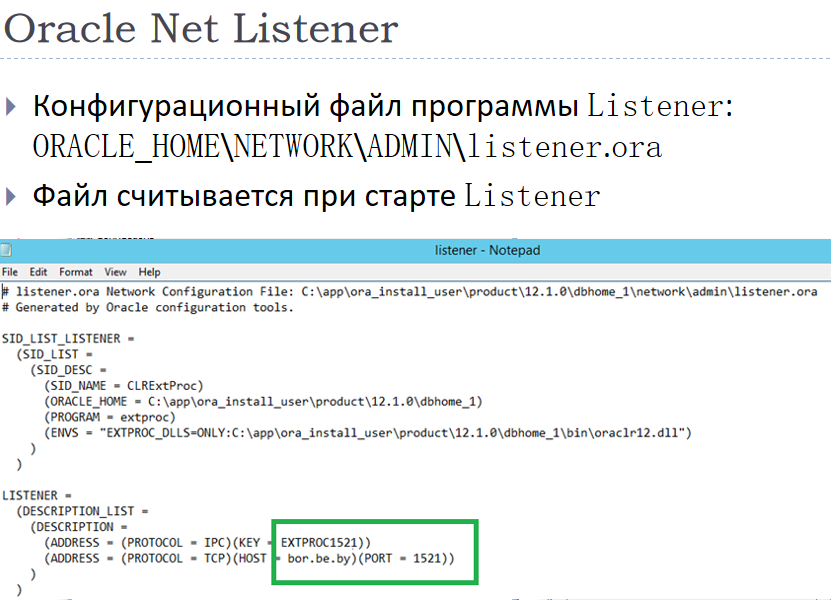 Oracle Net Listener
Конфигурационный файл программы Listener:
ORACLE_HOME\NETWORK\ADMIN\listener.ora
Файл считывается при старте Listener
listener - Notepad
File Edit Format View Help
# listener.ora Network Configuration File: C:\app\ora_install_user\product\12.1.0\dbhome_1\network\admin\listener.ora
# Generated by Oracle configuration tools.
SID_LIST_LISTENER =
(SID_LIST =
(SID_DESC =
(SID_NAME = CLRExtProc)
(ORACLE_HOME = C:\app\ora_install_user\product\12.1.0\dbhome_1)
(PROGRAM = extproc)
(ENVS = "EXTPROC_DLLS=ONLY:C:\app\ora_install_user\product\12.1.0\dbhome_1\bin\oraclr12.dll")
)
)
LISTENER =
(DESCRIPTION_LIST =
(DESCRIPTION =
(ADDRESS = (PROTOCOL = IPC)(KEY = EXTPROC1521))
(ADDRESS = (PROTOCOL = TCP)(HOST = bor.be.by)(PORT = 1521))
)
)